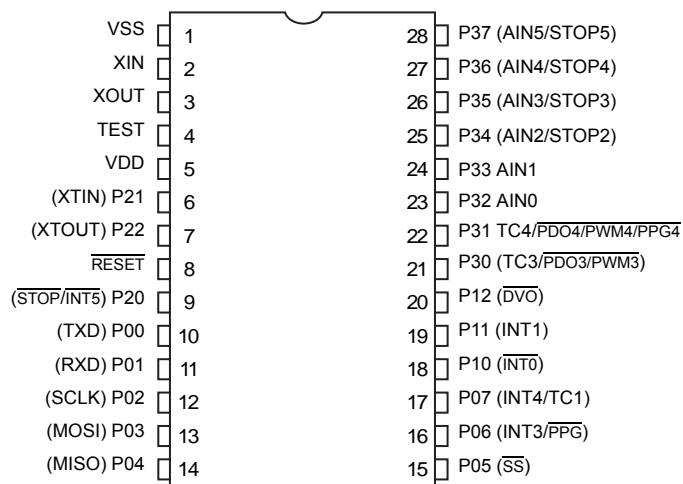 VSS 1 28 P37 (AIN5/STOP5)
XIN 2 27 P36 (AIN4/STOP4)
XOUT 3 26 P35 (AIN3/STOP3)
TEST 4 25 P34 (AIN2/STOP2)
VDD 5 24 P33 AIN1
(XTIN) P21 6 23 P32 AIN0
(XTOUT) P22 7 22 P31 TC4/PDO4/PWM4/PPG4
RESET 8 21 P30 (TC3/PDO3/PWM3)
(STOP/INT5) P20 9 20 P12 (DVO)
(TXD) P00 10 19 P11 (INT1)
(RXD) P01 11 18 P10 (INT0)
(SCLK) P02 12 17 P07 (INT4/TC1)
(MOSI) P03 13 16 P06 (INT3/PPG)
(MISO) P04 14 15 P05 (SS)